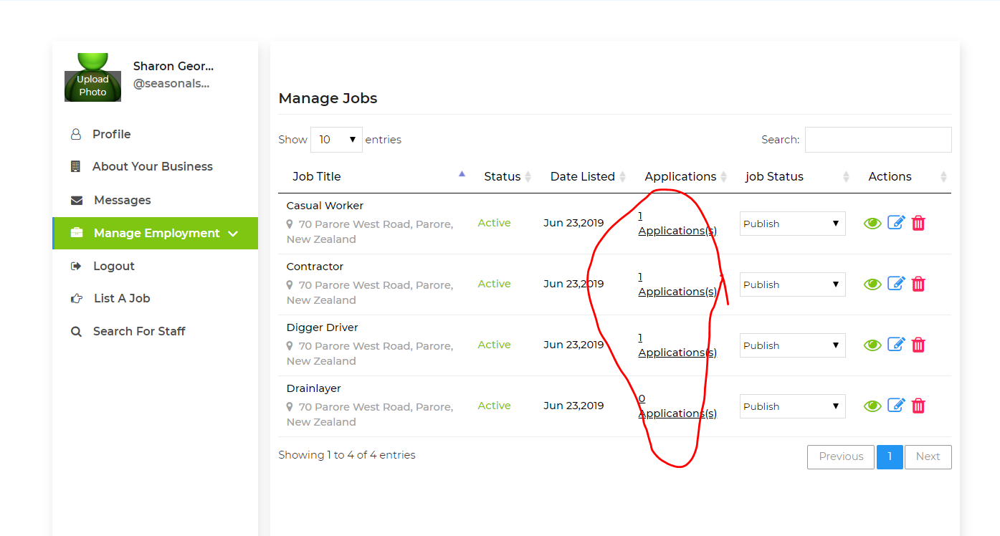 Sharon Geor...
@seasonals...
Upload
Photo
Profile
About Your Business
Messages
Manage Employment
Logout
List A Job
Search For Staff
Manage Jobs
Show 10 entries
Search:
Job Title Status Date Listed Applications job Status Actions
Casual Worker
70 Parore West Road, Parore,
New Zealand
Active
Jun 23,2019
1
Applications(s)
Publish
Contractor
70 Parore West Road, Parore,
New Zealand
Active
Jun 23,2019
1
Applications(s)
Publish
Digger Driver
70 Parore West Road, Parore,
New Zealand
Active
Jun 23,2019
1
Applications(s)
Publish
Drainlayer
70 Parore West Road, Parore,
New Zealand
Active
Jun 23,2019
0
Applications(s)
Publish
Showing 1 to 4 of 4 entries
Previous 1 Next